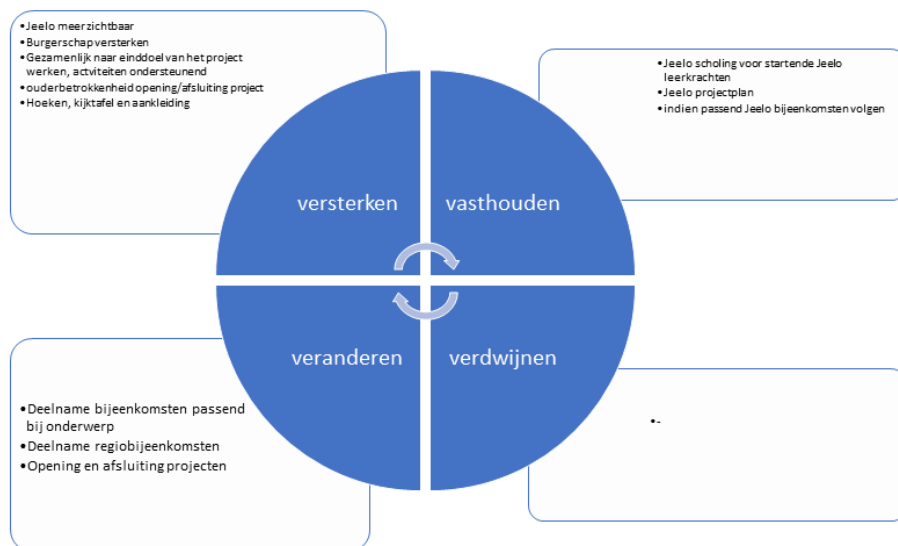 •Jeelo meer zichtbaar
•Burgerschap versterken
•Gezamenlijk naar einddoel van het project
werken, actviteiten ondersteunend
•ouderbetrokkenheid opening/afsluiting project
•Hoeken, kijktafel en aankleiding
•Jeelo scholing voor startende Jeelo
leerkrachten
•Jeelo projectplan
•indien passend Jeelo bijeenkomsten volgen
versterken
vasthouden
veranderen
verdwijnen
•Deelname bijeenkomsten passend
bij onderwerp
•Deelname regiobijeenkomsten
•Opening en afsluiting projecten
•-